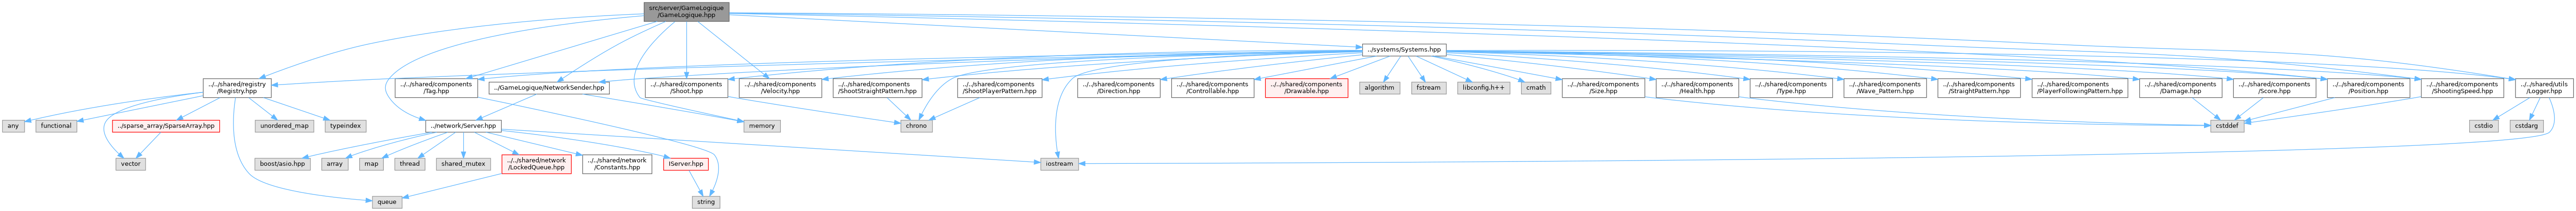 src/server/GameLogique
/GameLogique.hpp
../systems/Systems.hpp
../../shared/registry
/Registry.hpp
../../shared/components
/Tag.hpp
../GameLogique/NetworkSender.hpp
../../shared/components
/Shoot.hpp
../../shared/components
/Velocity.hpp
../../shared/components
/ShootStraightPattern.hpp
../../shared/components
/ShootPlayerPattern.hpp
../../shared/components
/Direction.hpp
../../shared/components
/Controllable.hpp
../../shared/components
/Drawable.hpp
algorithm
fstream
libconfig.h++
cmath
../../shared/components
/Size.hpp
../../shared/components
/Health.hpp
../../shared/components
/Type.hpp
../../shared/components
/Wave_Pattern.hpp
../../shared/components
/StraightPattern.hpp
../../shared/components
/PlayerFollowingPattern.hpp
../../shared/components
/Damage.hpp
../../shared/components
/Score.hpp
../../shared/components
/Position.hpp
../../shared/components
/ShootingSpeed.hpp
../../shared/utils
/Logger.hpp
any
functional
../sparse_array/SparseArray.hpp
unordered_map
typeindex
../network/Server.hpp
memory
chrono
cstddef
cstdio
cstdarg
vector
boost/asio.hpp
array
map
thread
shared_mutex
../../shared/network
/LockedQueue.hpp
../../shared/network
/Constants.hpp
IServer.hpp
iostream
queue
string